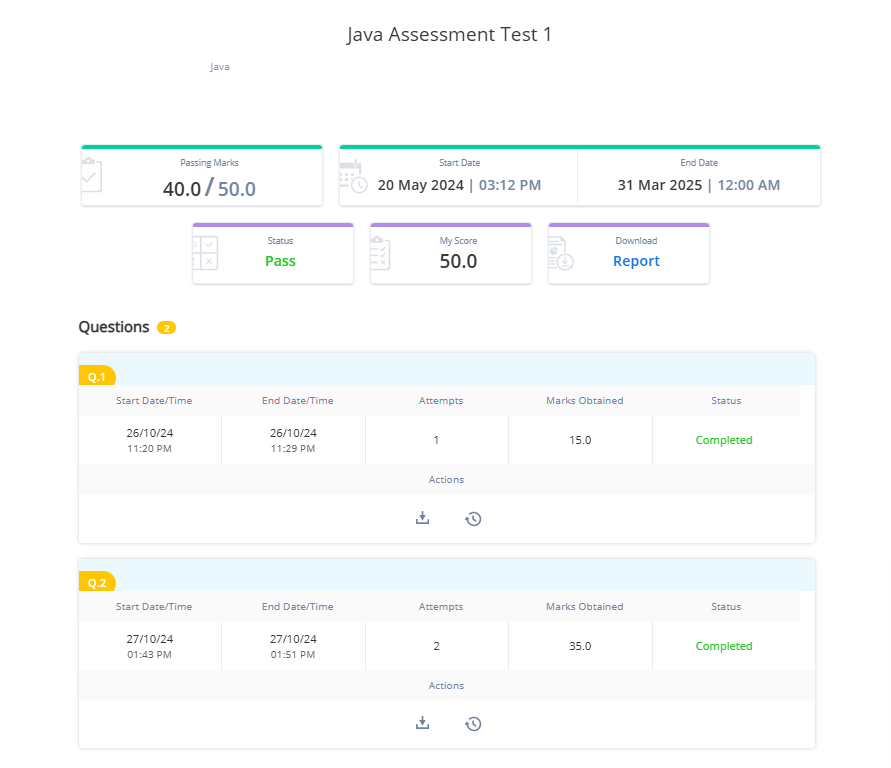 Java Assessment Test 1
Java
Passing Marks
40.0 / 50.0
Start Date
20 May 2024 | 03:12 PM
End Date
31 Mar 2025 | 12:00 AM
Status
Pass
My Score
50.0
Download
Report
Questions 2
Q.1
Start Date/Time End Date/Time Attempts Marks Obtained Status
26/10/24 26/10/24 1 15.0 Completed
11:20 PM 11:29 PM
Actions
Q.2
Start Date/Time End Date/Time Attempts Marks Obtained Status
27/10/24 27/10/24 2 35.0 Completed
01:43 PM 01:51 PM
Actions